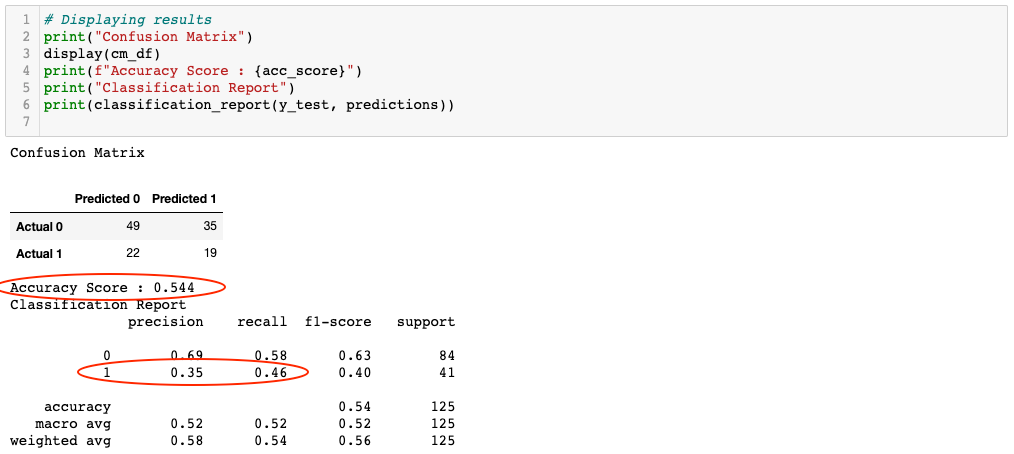 1 # Displaying results
2 print("Confusion Matrix")
3 display(cm_df)
4 print(f"Accuracy Score : {acc_score}")
5 print("Classification Report")
6 print(classification_report(y_test, predictions))
7
Confusion Matrix
Predicted 0 Predicted 1
Actual 0 49 35
Actual 1 22 19
Accuracy Score : 0.544
Classification Report
precision recall f1-score support
0 0.69 0.58 0.63 84
1 0.35 0.46 0.40 41
accuracy 0.54 125
macro avg 0.52 0.52 0.52 125
weighted avg 0.58 0.54 0.56 125